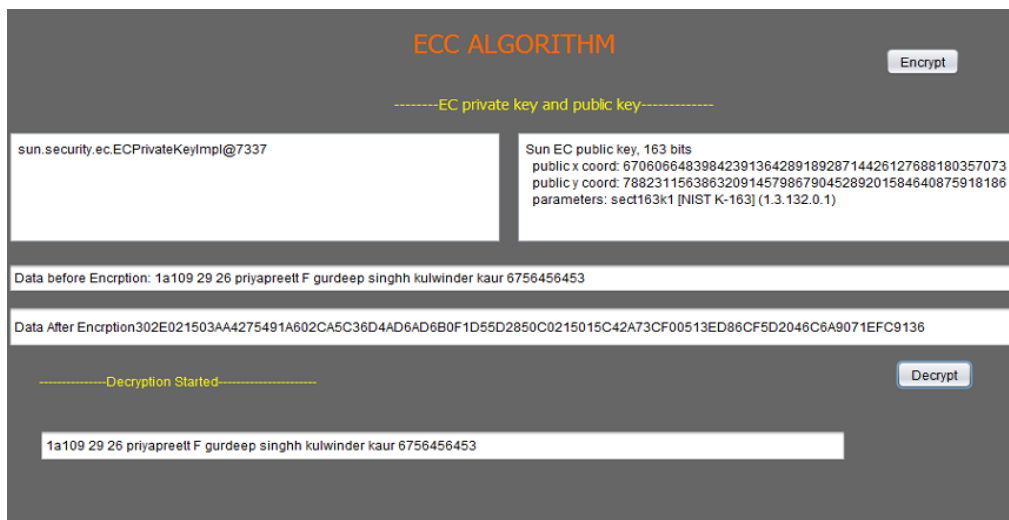 ECC ALGORITHM
Encrypt
--------EC private key and public key-------------
sun.security.ec.ECPrivateKeyImpl@7337
Sun EC public key, 163 bits
public x coord: 6706066483984239136428918928714426127688180357073
public y coord: 7882311563863209145798679045289201584640875918186
parameters: sect163k1 [NIST K-163] (1.3.132.0.1)
Data before Encrption: 1a109 29 26 priyapreett F gurdeep singhh kulwinder kaur 6756456453
Data After Encrption302E021503AA4275491A602CA5C36D4AD6AD6B0F1D55D2850C0215015C42A73CF00513ED86CF5D2046C6A9071EFC9136
---------------Decryption Started----------------------
Decrypt
1a109 29 26 priyapreett F gurdeep singhh kulwinder kaur 6756456453